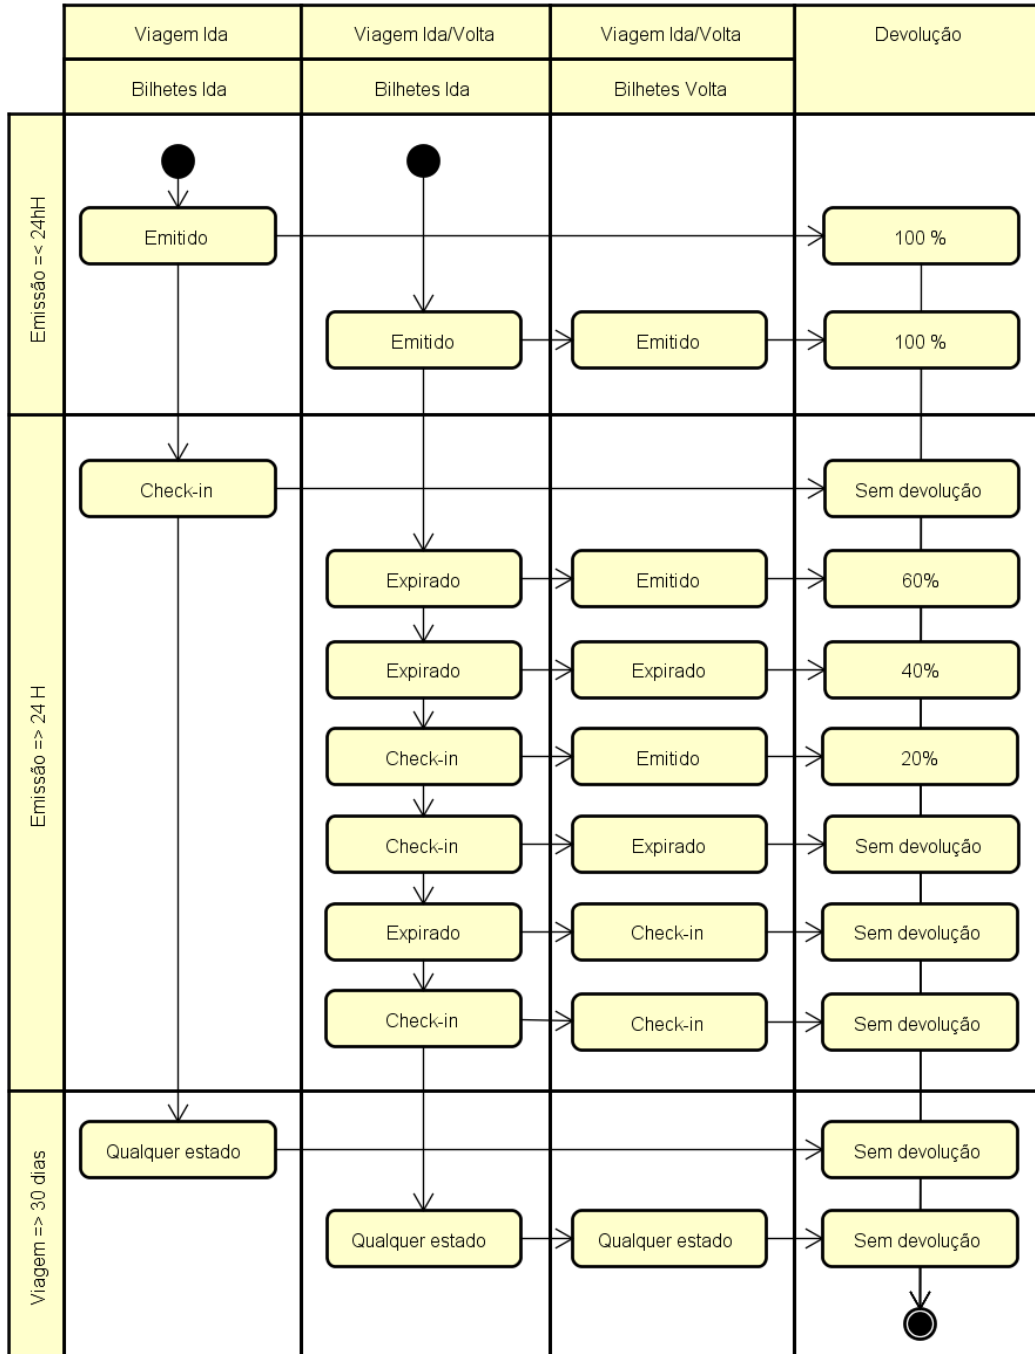 Viagem Ida
Viagem Ida/Volta
Viagem Ida/Volta
Devolução
Bilhetes Ida
Bilhetes Ida
Bilhetes Volta
Emissão =< 24hH
Emitido
100 %
Emitido
Emitido
100 %
Emissão => 24 H
Check-in
Sem devolução
Expirado
Emitido
60%
Expirado
Expirado
40%
Check-in
Emitido
20%
Check-in
Expirado
Sem devolução
Expirado
Check-in
Sem devolução
Check-in
Check-in
Sem devolução
Viagem => 30 dias
Qualquer estado
Sem devolução
Qualquer estado
Qualquer estado
Sem devolução